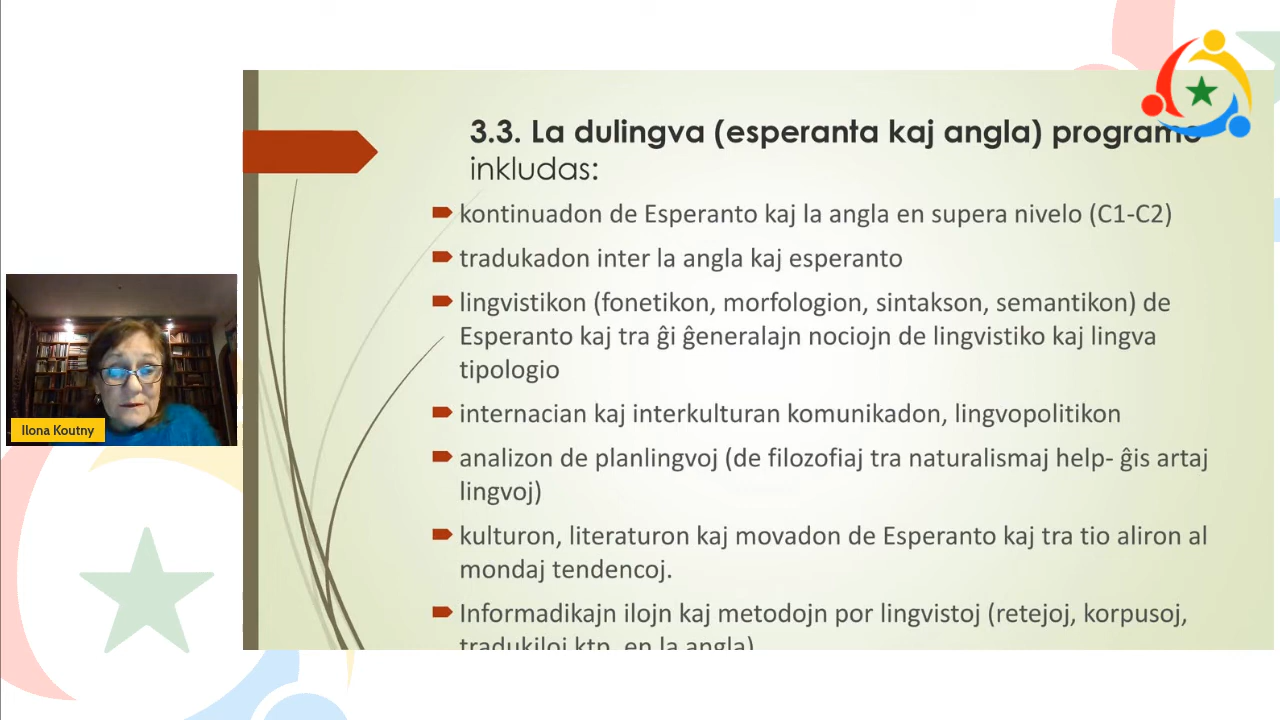 3.3. La dulingva (esperanta kaj angla) programo
inkludas:
kontinuadon de Esperanto kaj la angla en supera nivelo (C1-C2)
tradukadon inter la angla kaj esperanto
lingvistikon (fonetikon, morfologion, sintakson, semantikon) de
Esperanto kaj tra ĝi ĝeneralajn nociojn de lingvistiko kaj lingva
tipologio
internacian kaj interkulturan komunikadon, lingvopolitikon
analizon de planlingvoj (de filozofiaj tra naturalismaj help- ĝis artaj
lingvoj)
kulturon, literaturon kaj movadon de Esperanto kaj tra tio aliron al
mondaj tendencoj.
Informadikajn ilojn kaj metodojn por lingvistoj (retejoj, korpusoj,
tradukiloj ktp. en la angla)
Ilona Koutny